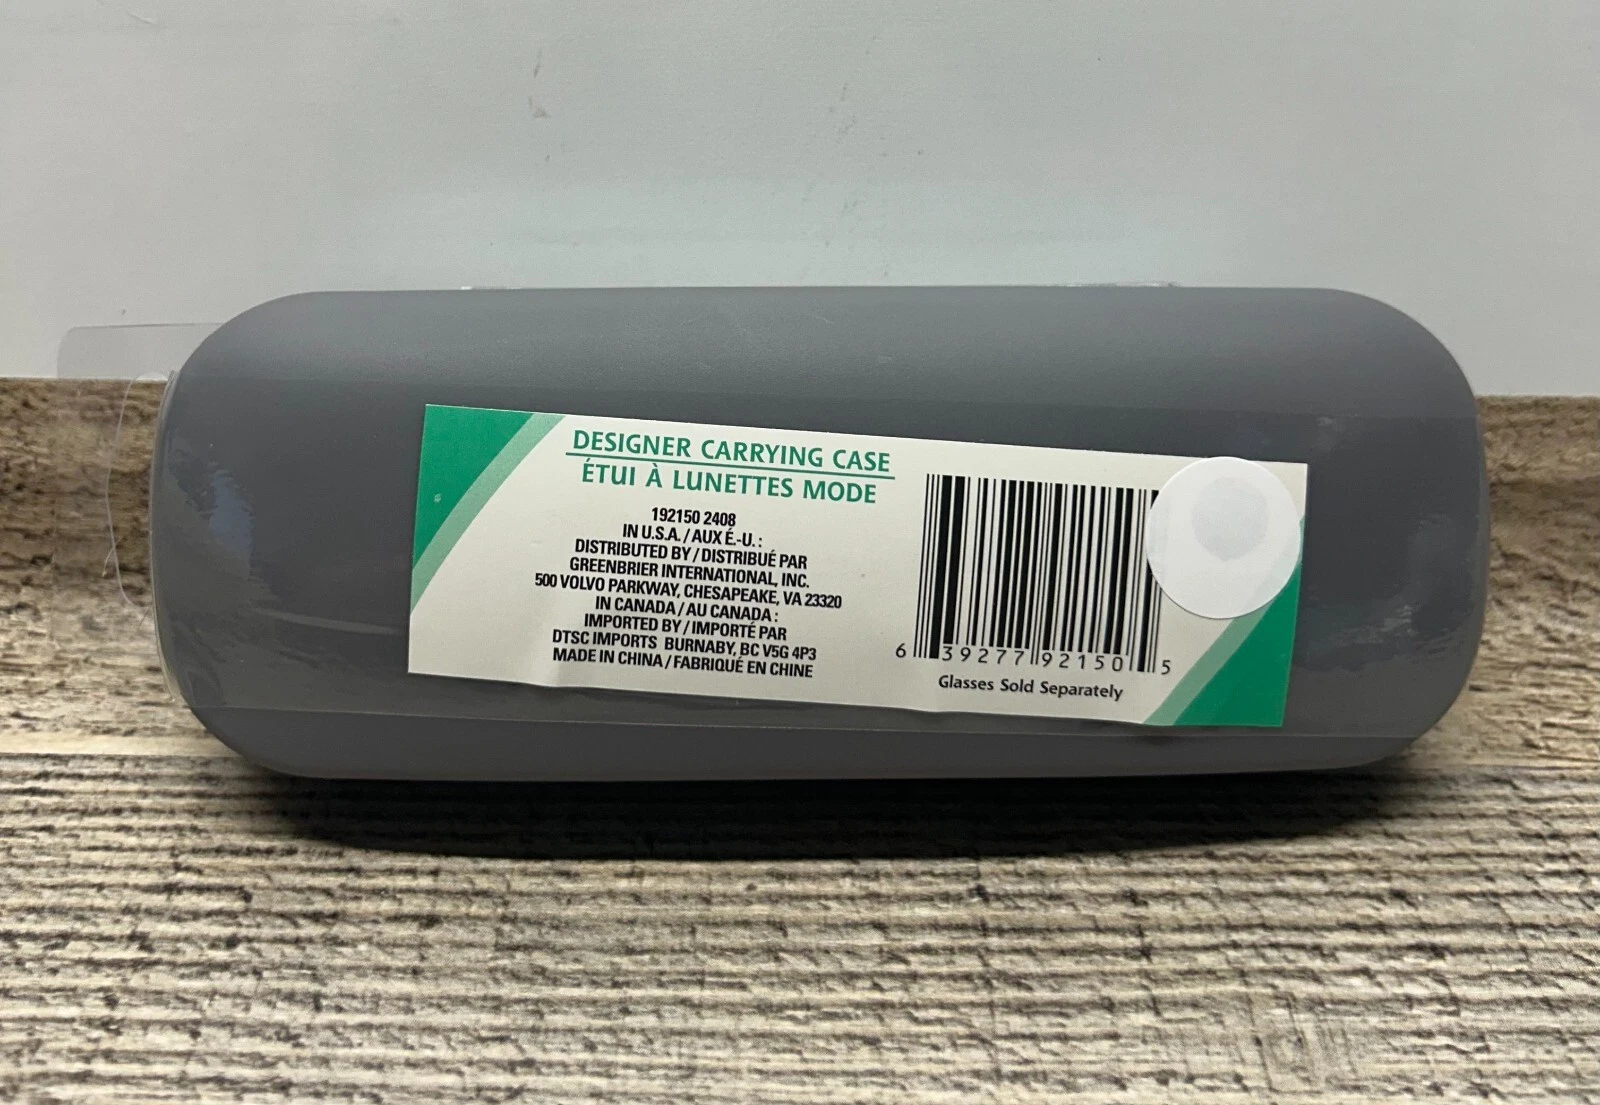 DESIGNER CARRYING CASE
ÉTUI À LUNETTES MODE
192150 2408
IN U.S.A. / AUX É.-U. :
DISTRIBUTED BY / DISTRIBUÉ PAR
GREENBRIER INTERNATIONAL, INC.
500 VOLVO PARKWAY, CHESAPEAKE, VA 23320
IN CANADA / AU CANADA :
IMPORTED BY / IMPORTÉ PAR
DTSC IMPORTS BURNABY, BC V5G 4P3
MADE IN CHINA / FABRIQUÉ EN CHINE
6 39277 92150 5
Glasses Sold Separately